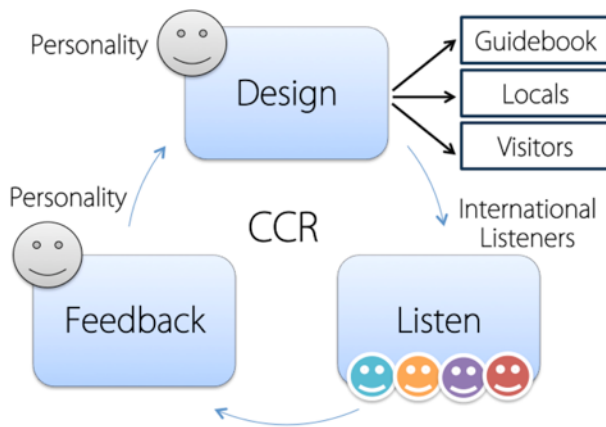 Personality
Design
Guidebook
Locals
Visitors
Personality
CCR
International
Listeners
Feedback
Listen